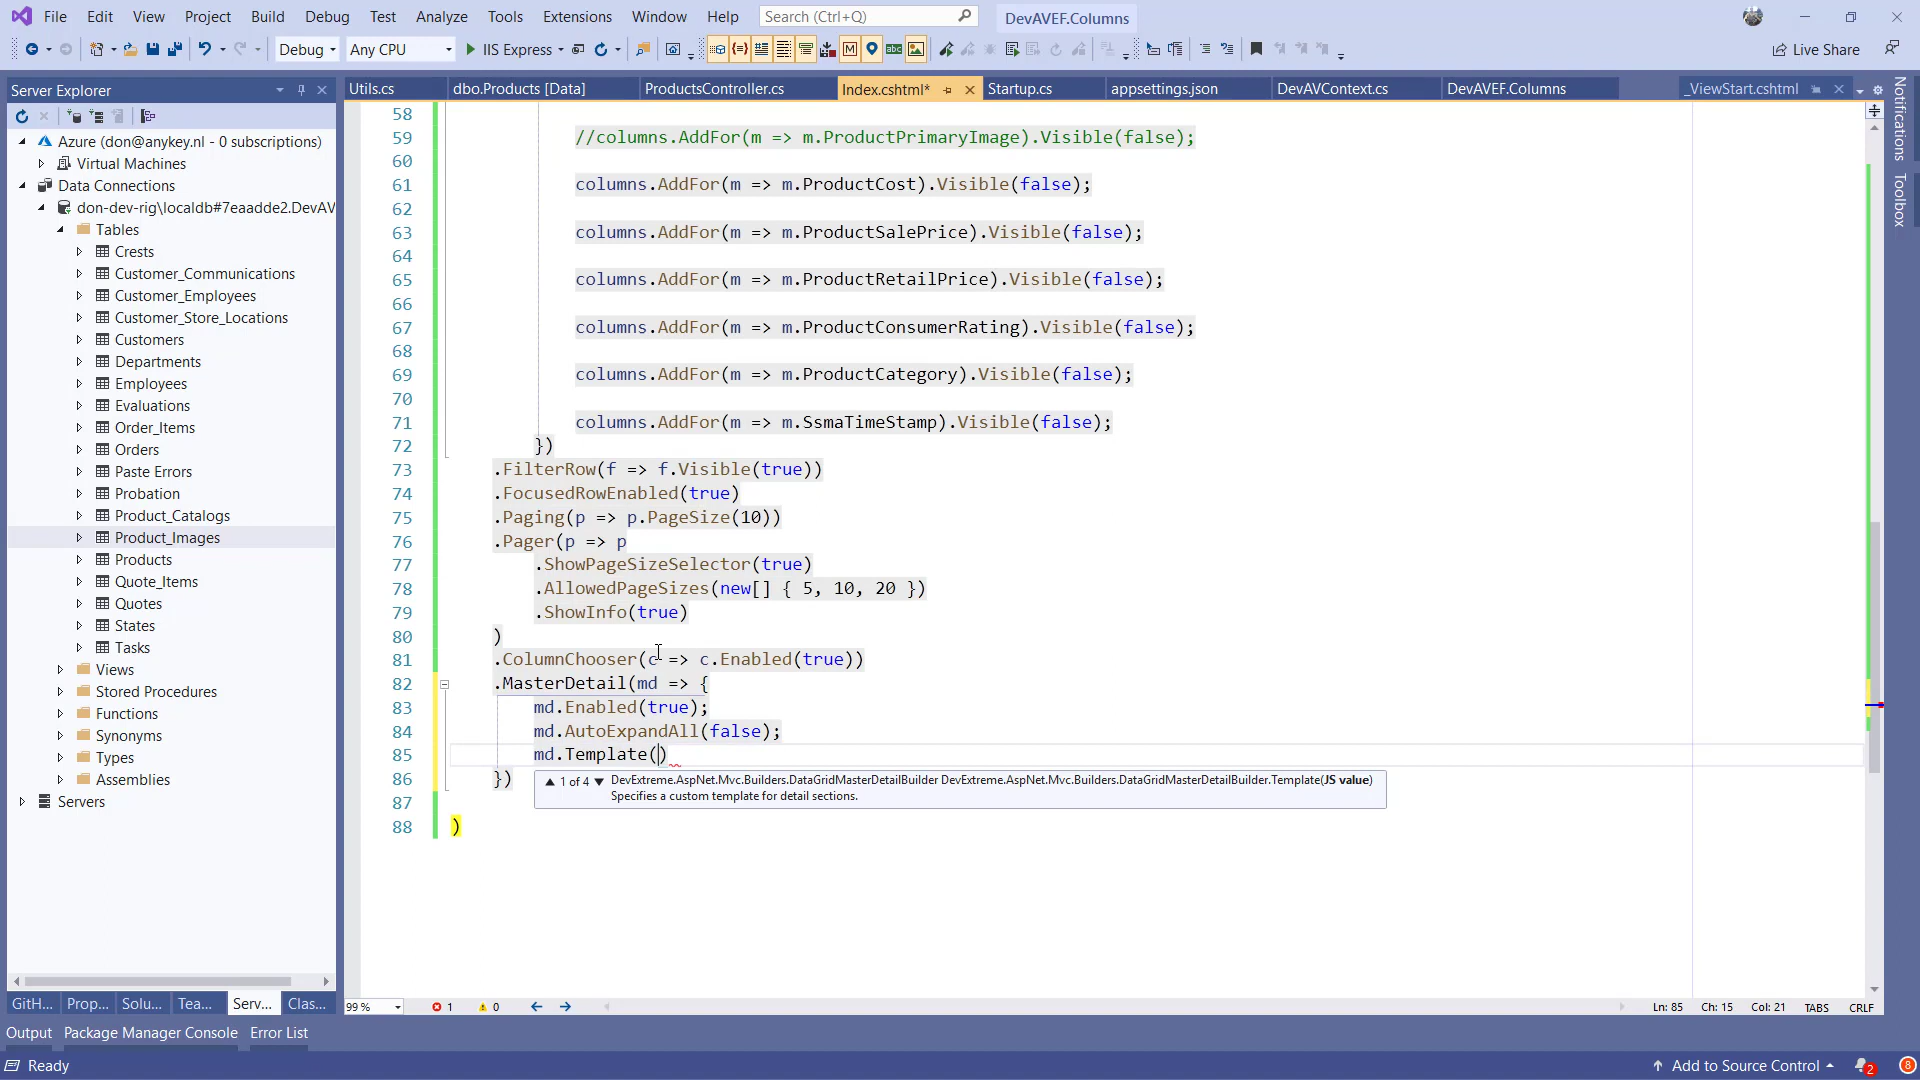 File Edit View Project Build Debug Test Analyze Tools Extensions Window Help Search (Ctrl+Q) DevAVEF.Columns
Debug Any CPU IIS Express Live Share
Server Explorer
Utils.cs dbo.Products [Data] ProductsController.cs Index.cshtml* Startup.cs appsettings.json DevAVContext.cs DevAVEF.Columns _ViewStart.cshtml
Azure (don@anykey.nl - 0 subscriptions)
Virtual Machines
Data Connections
don-dev-rig\localdb#7eaadde2.DevAV
Tables
Crests
Customer_Communications
Customer_Employees
Customer_Store_Locations
Customers
Departments
Employees
Evaluations
Order_Items
Orders
Paste Errors
Probation
Product_Catalogs
Product_Images
Products
Quote_Items
Quotes
States
Tasks
Views
Stored Procedures
Functions
Synonyms
Types
Assemblies
Servers
58
59 //columns.AddFor(m => m.ProductPrimaryImage).Visible(false);
60
61 columns.AddFor(m => m.ProductCost).Visible(false);
62
63 columns.AddFor(m => m.ProductSalePrice).Visible(false);
64
65 columns.AddFor(m => m.ProductRetailPrice).Visible(false);
66
67 columns.AddFor(m => m.ProductConsumerRating).Visible(false);
68
69 columns.AddFor(m => m.ProductCategory).Visible(false);
70
71 columns.AddFor(m => m.SsmaTimeStamp).Visible(false);
72 })
73 .FilterRow(f => f.Visible(true))
74 .FocusedRowEnabled(true)
75 .Paging(p => p.PageSize(10))
76 .Pager(p => p
77 .ShowPageSizeSelector(true)
78 .AllowedPageSizes(new[] { 5, 10, 20 })
79 .ShowInfo(true)
80 )
81 .ColumnChooser(c => c.Enabled(true))
82 .MasterDetail(md => {
83 md.Enabled(true);
84 md.AutoExpandAll(false);
85 md.Template()
86 })
1 of 4 DevExtreme.AspNet.Mvc.Builders.DataGridMasterDetailBuilder DevExtreme.AspNet.Mvc.Builders.DataGridMasterDetailBuilder.Template(JS value)
Specifies a custom template for detail sections.
87
88 )
Notifications
Toolbox
GitH... Prop... Solu... Tea... Serv... Clas...
99 % 1 0 Ln: 85 Ch: 15 Col: 21 TABS CRLF
Output Package Manager Console Error List
Ready Add to Source Control 2 8